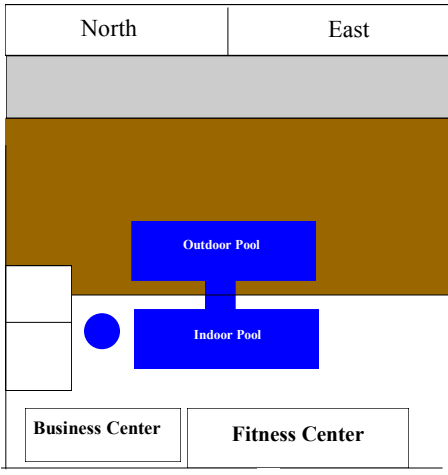 North
East
Outdoor Pool
Indoor Pool
Business Center
Fitness Center